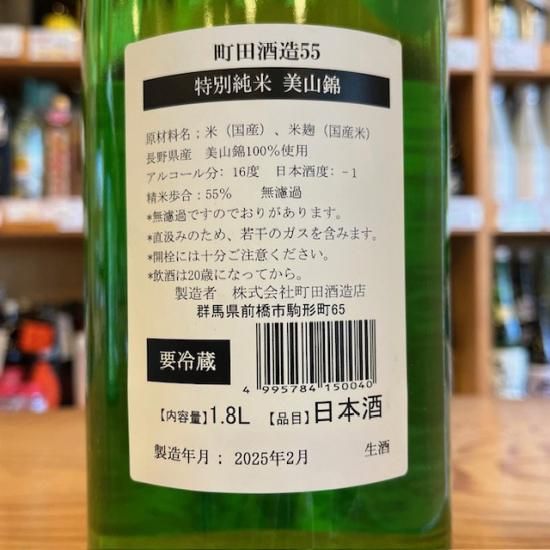 町田酒造55
特別純米 美山錦
原材料名：米（国産）、米麹（国産米）
長野県産 美山錦100%使用
アルコール分：16度 日本酒度：-1
精米歩合：55% 無濾過
*無濾過ですのでおりがあります。
*直汲みのため、若干のガスを含みます。
*開栓には十分ご注意ください。
*飲酒は20歳になってから。
製造者 株式会社町田酒造店
群馬県前橋市駒形町65
要冷蔵
4 995784 150040
【内容量】1.8L 【品目】日本酒
製造年月；2025年2月 生酒